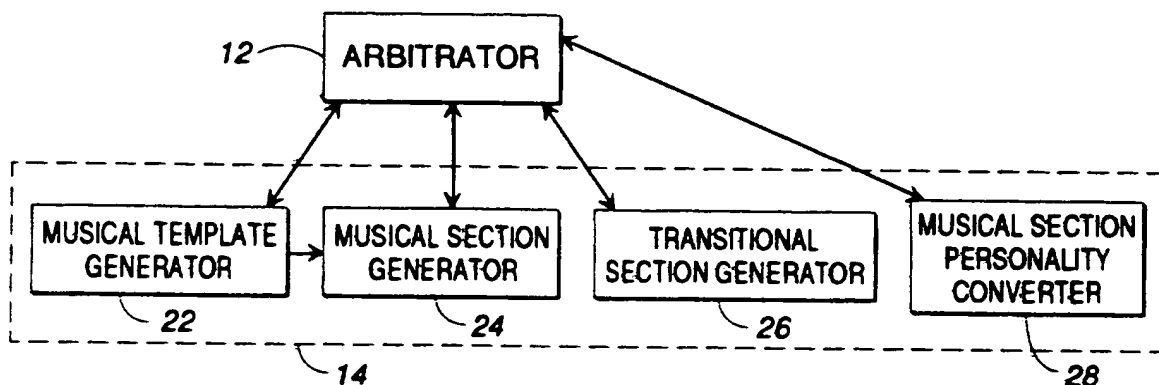 12
ARBITRATOR
MUSICAL TEMPLATE
GENERATOR
22
MUSICAL SECTION
GENERATOR
24
TRANSITIONAL
SECTION GENERATOR
26
MUSICAL SECTION
PERSONALITY
CONVERTER
28
14